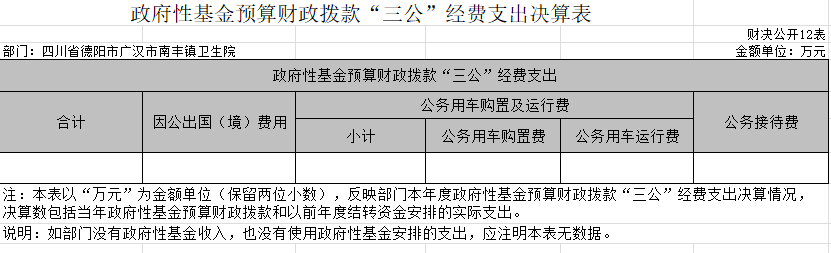 政府性基金预算财政拨款“三公”经费支出决算表
财决公开12表
部门：四川省德阳市广汉市南丰镇卫生院
金额单位：万元
政府性基金预算财政拨款“三公”经费支出
合计
因公出国（境）费用
公务用车购置及运行费
公务接待费
小计
公务用车购置费
公务用车运行费
注：本表以“万元”为金额单位（保留两位小数），反映部门本年度政府性基金预算财政拨款“三公”经费支出决算情况，
决算数包括当年政府性基金预算财政拨款和以前年度结转资金安排的实际支出。
说明：如部门没有政府性基金收入，也没有使用政府性基金安排的支出，应注明本表无数据。